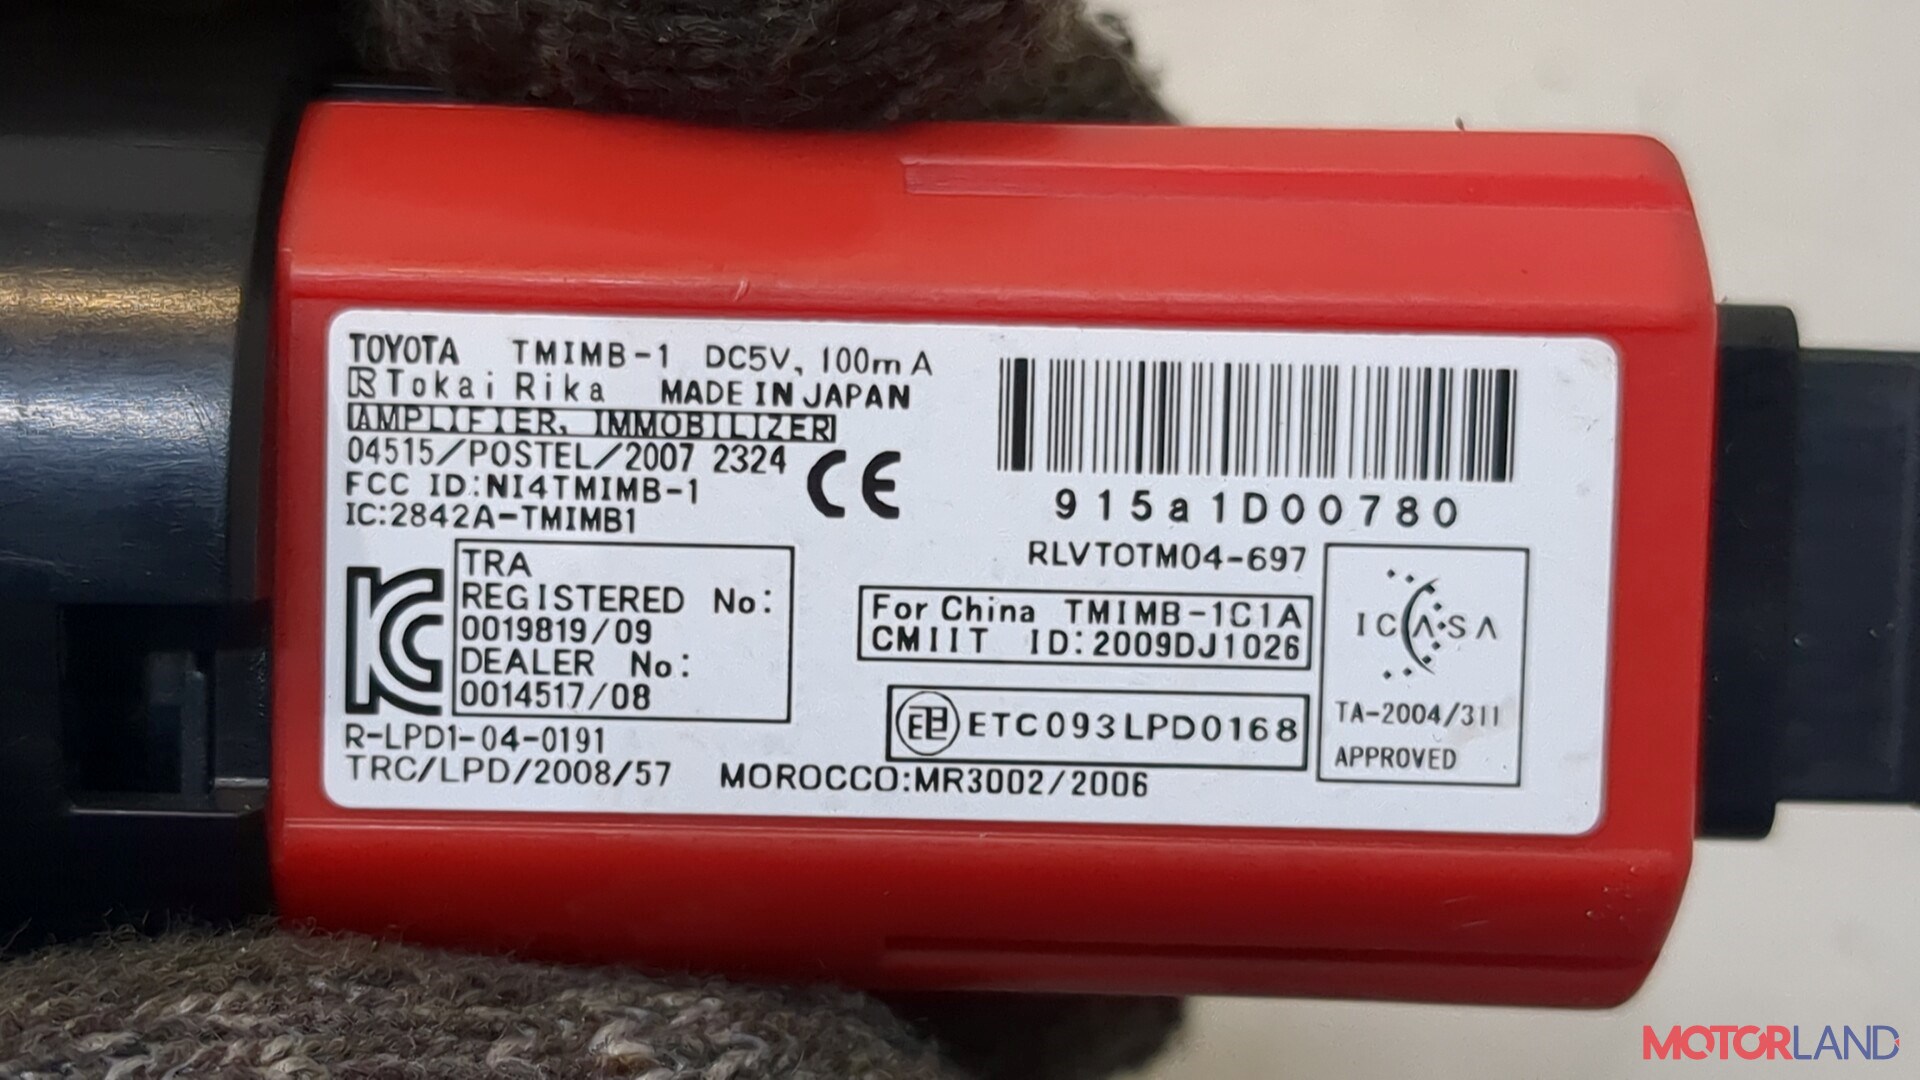 TOYOTA TMIMB-1 DC5V, 100mA
R Tokai Rika MADE IN JAPAN
AMPLIFIER, IMMOBILIZER
04515/POSTEL/2007 2324
FCC ID:NI4TMIMB-1
IC:2842A-TMIMB1
CE
915a1D00780
RLVTOTM04-697
KC
TRA
REGISTERED No:
0019819/09
DEALER No:
0014517/08
For China TMIMB-1C1A
CMIIT ID:2009DJ1026
ETC093LPD0168
ICASA
TA-2004/311
APPROVED
R-LPD1-04-0191
TRC/LPD/2008/57 MOROCCO:MR3002/2006
MOTORLAND